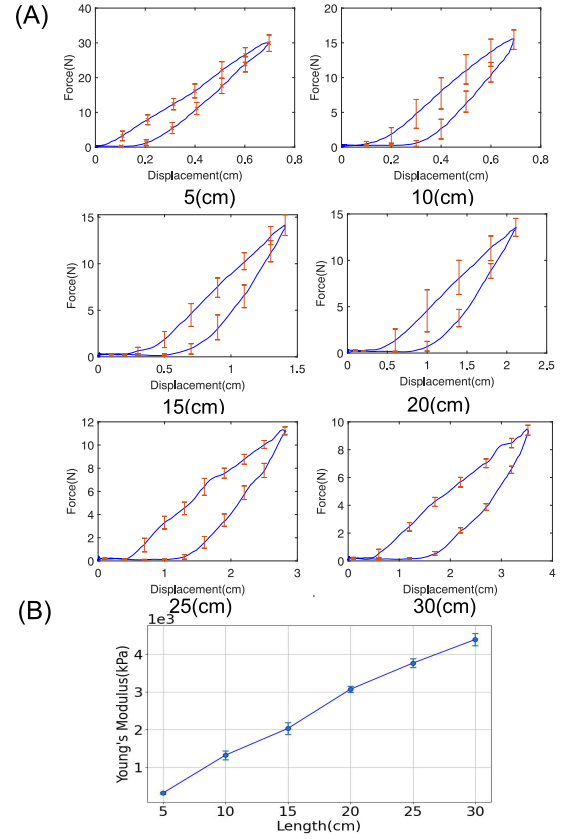 (A)
Force(N)
40
30
20
10
0
0 0.2 0.4 0.6 0.8
Displacement(cm)
5(cm)
Force(N)
20
15
10
5
0
0 0.2 0.4 0.6 0.8
Displacement(cm)
10(cm)
Force(N)
15
10
5
0
0 0.5 1 1.5
Displacement(cm)
15(cm)
Force(N)
15
10
5
0
0 0.5 1 1.5 2 2.5
Displacement(cm)
20(cm)
Force(N)
12
10
8
6
4
2
0
0 1 2 3
Displacement(cm)
25(cm)
Force(N)
10
8
6
4
2
0
0 1 2 3 4
Displacement(cm)
30(cm)
(B)
1e3
Young's Modulus(kPa)
4
3
2
1
5 10 15 20 25 30
Length(cm)